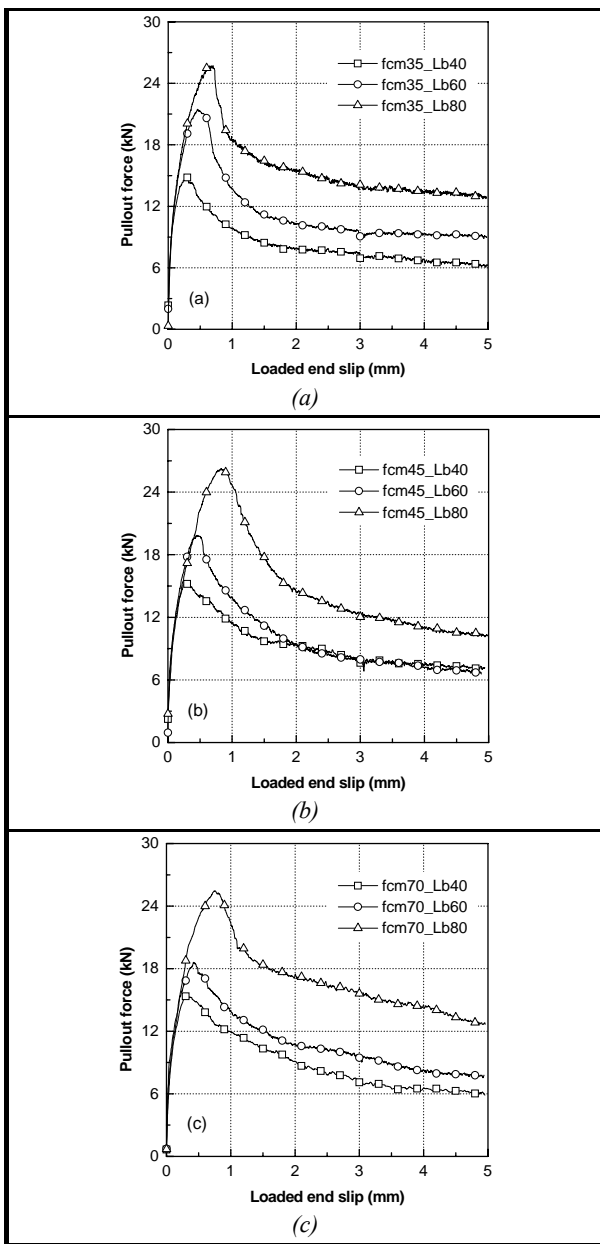 30
fcm35_Lb40
fcm35_Lb60
fcm35_Lb80
24
18
12
6
0
Pullout force (kN)
(a)
0 1 2 3 4 5
Loaded end slip (mm)
(a)
30
fcm45_Lb40
fcm45_Lb60
fcm45_Lb80
24
18
12
6
0
Pullout force (kN)
(b)
0 1 2 3 4 5
Loaded end slip (mm)
(b)
30
fcm70_Lb40
fcm70_Lb60
fcm70_Lb80
24
18
12
6
0
Pullout force (kN)
(c)
0 1 2 3 4 5
Loaded end slip (mm)
(c)